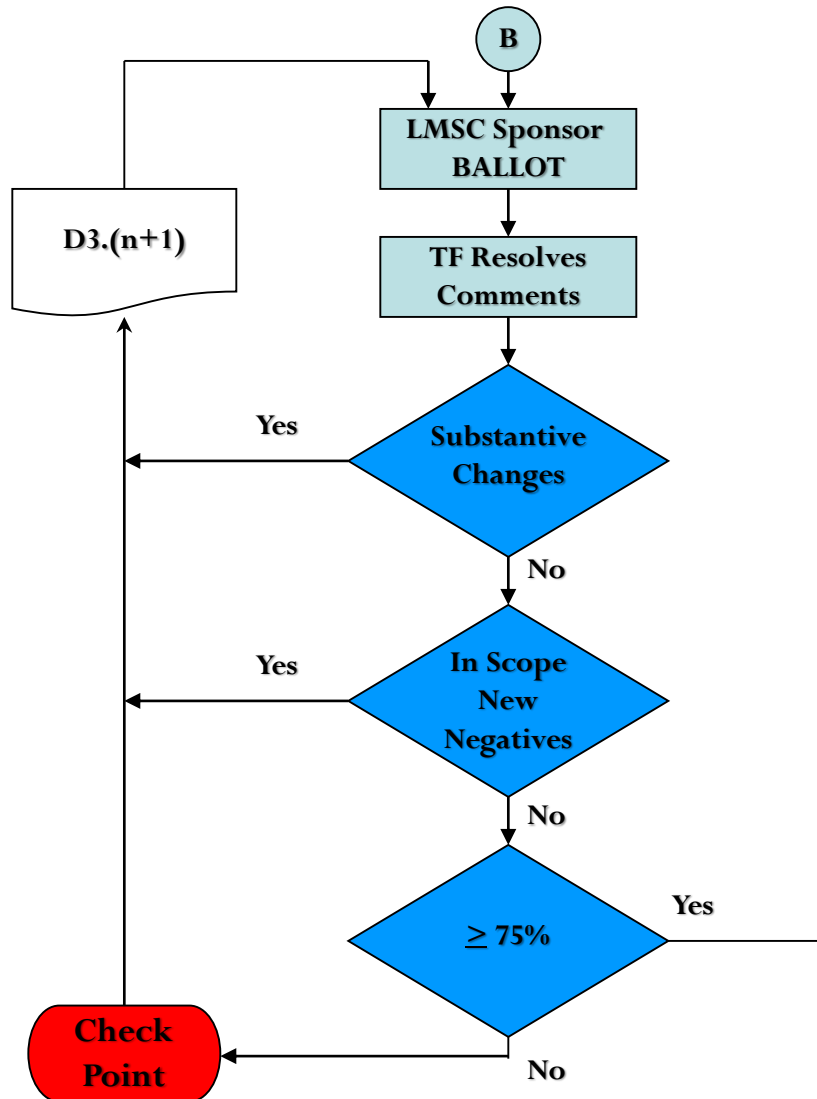 B
LMSC Sponsor
BALLOT
D3.(n+1)
TF Resolves
Comments
Yes
Substantive
Changes
No
Yes
In Scope
New
Negatives
No
≥ 75%
Yes
Check
Point
No